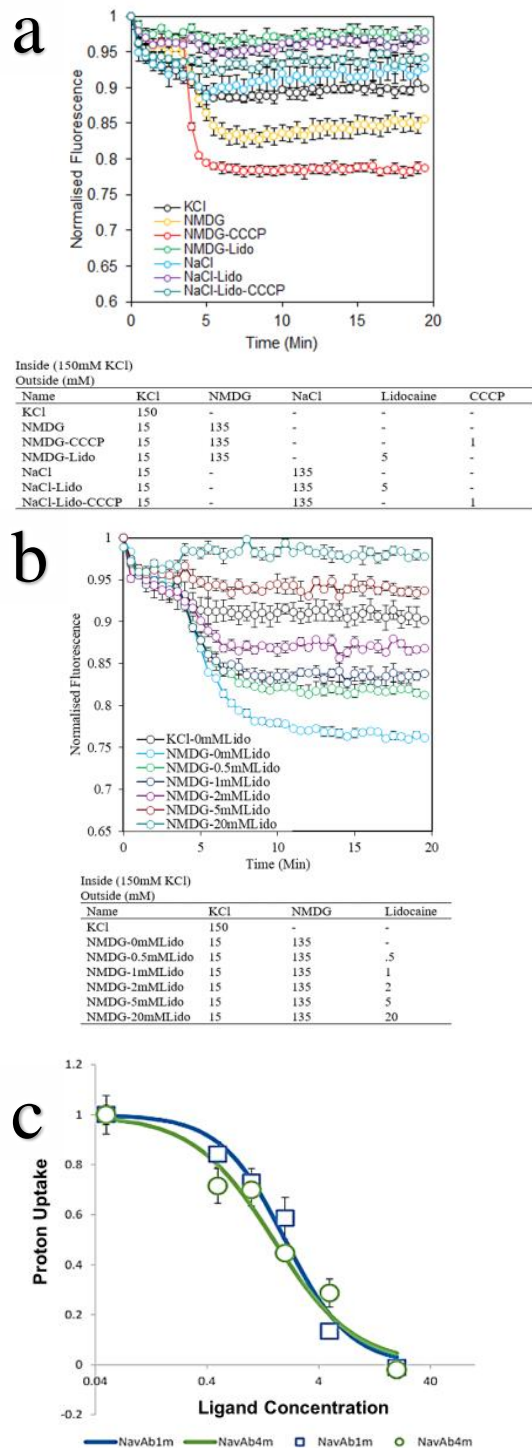 a
Normalised Fluorescence
1
0.95
0.9
0.85
0.8
0.75
0.7
0.65
0.6
KCl
NMDG
NMDG-CCCP
NMDG-Lido
NaCl
NaCl-Lido
NaCl-Lido-CCCP
0 5 10 15 20
Time (Min)
Inside (150mM KCl)
Outside (mM)
Name KCl NMDG NaCl Lidocaine CCCP
KCl 150 - - - -
NMDG 15 135 - - -
NMDG-CCCP 15 135 - - 1
NMDG-Lido 15 135 - 5 -
NaCl 15 - 135 - -
NaCl-Lido 15 - 135 5 -
NaCl-Lido-CCCP 15 - 135 - 1
b
Normalised Fluorescence
1
0.95
0.9
0.85
0.8
0.75
0.7
0.65
KCl-0mMLido
NMDG-0mMLido
NMDG-0.5mMLido
NMDG-1mMLido
NMDG-2mMLido
NMDG-5mMLido
NMDG-20mMLido
0 5 10 15 20
Time (Min)
Inside (150mM KCl)
Outside (mM)
Name KCl NMDG Lidocaine
KCl 150 - -
NMDG-0mMLido 15 135 -
NMDG-0.5mMLido 15 135 .5
NMDG-1mMLido 15 135 1
NMDG-2mMLido 15 135 2
NMDG-5mMLido 15 135 5
NMDG-20mMLido 15 135 20
c
Proton Uptake
1.2
1
0.8
0.6
0.4
0.2
0
-0.2
0.04 0.4 4 40
Ligand Concentration
NavAb1m NavAb4m NavAb1m NavAb4m